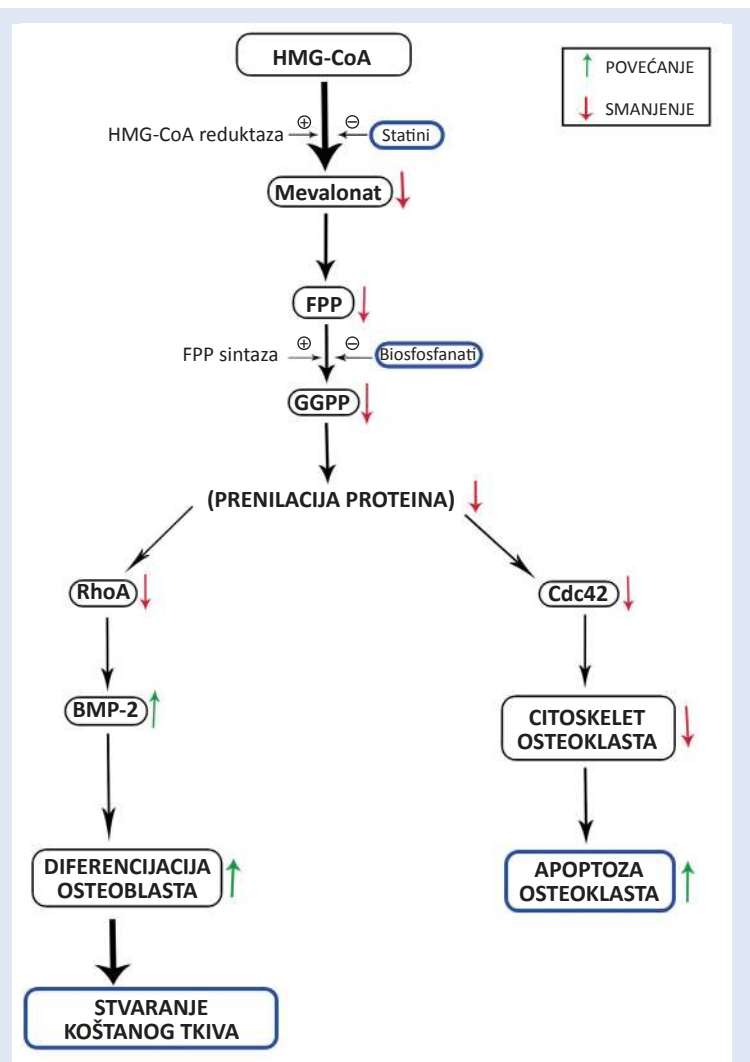 HMG-CoA
↑ POVEĆANJE
↓ SMANJENJE
HMG-CoA reduktaza ⊕ ⊖ Statini
Mevalonat ↓
FPP ↓
FPP sintaza ⊕ ⊖ Biosfosfanati
GGPP ↓
(PRENILACIJA PROTEINA) ↓
RhoA ↓
Cdc42 ↓
BMP-2 ↑
CITOSKELET
OSTEOKLASTA ↓
DIFERENCIJACIJA
OSTEOBLASTA ↑
APOPTOZA
OSTEOKLASTA ↑
STVARANJE
KOŠTANOG TKIVA